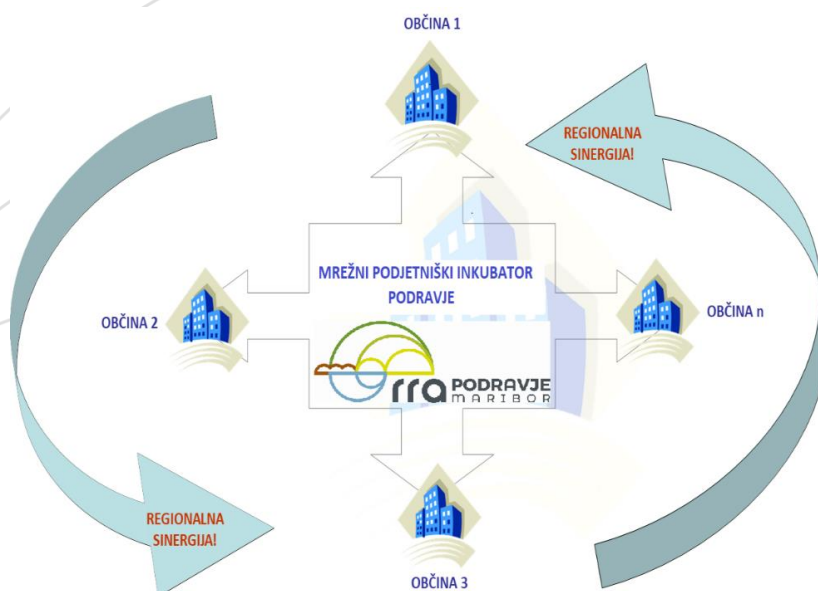 OBČINA 1
REGIONALNA
SINERGIJA!
MREŽNI PODJETNIŠKI INKUBATOR
PODRAVJE
OBČINA 2
OBČINA n
rra PODRAVJE
MARIBOR
REGIONALNA
SINERGIJA!
OBČINA 3